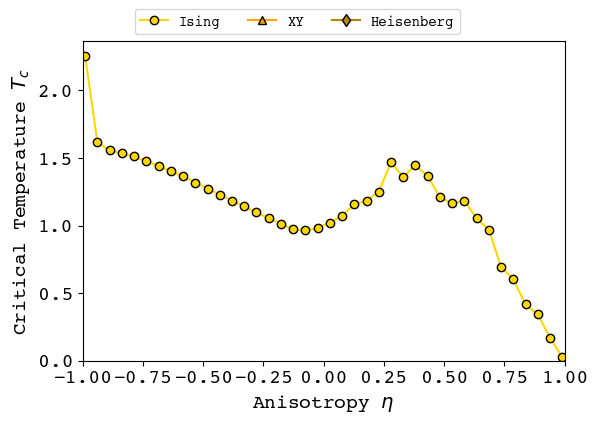 Ising XY Heisenberg
Critical Temperature T_c
2.0
1.5
1.0
0.5
0.0
−1.00 −0.75 −0.50 −0.25 0.00 0.25 0.50 0.75 1.00
Anisotropy η